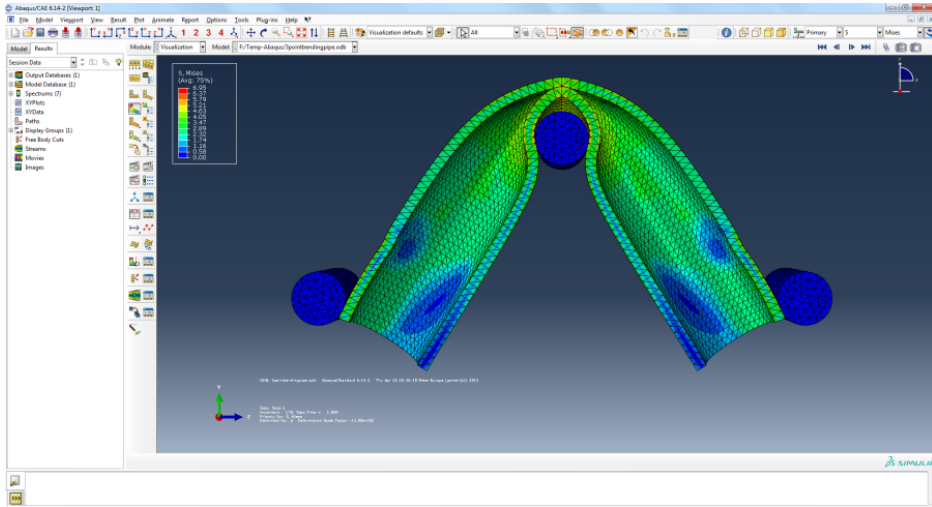 Abaqus/CAE 6.14-2 [Viewport: 1]
File Model Viewport View Result Plot Animate Report Options Tools Plug-ins Help
1 2 3 4 Visualization defaults All Primary S Mises
Model Results Module: Visualization Model: F:/Temp-Abaqus/3pointbendingpipe.odb
Session Data
Output Databases (1)
Model Database (1)
Spectrums (7)
XYPlots
XYData
Paths
Display Groups (1)
Free Body Cuts
Streams
Movies
Images
S, Mises
(Avg: 75%)
6.95
6.37
5.79
5.21
4.63
4.05
3.47
2.89
2.32
1.74
1.16
0.58
0.00
Y
Z
SIMULIA